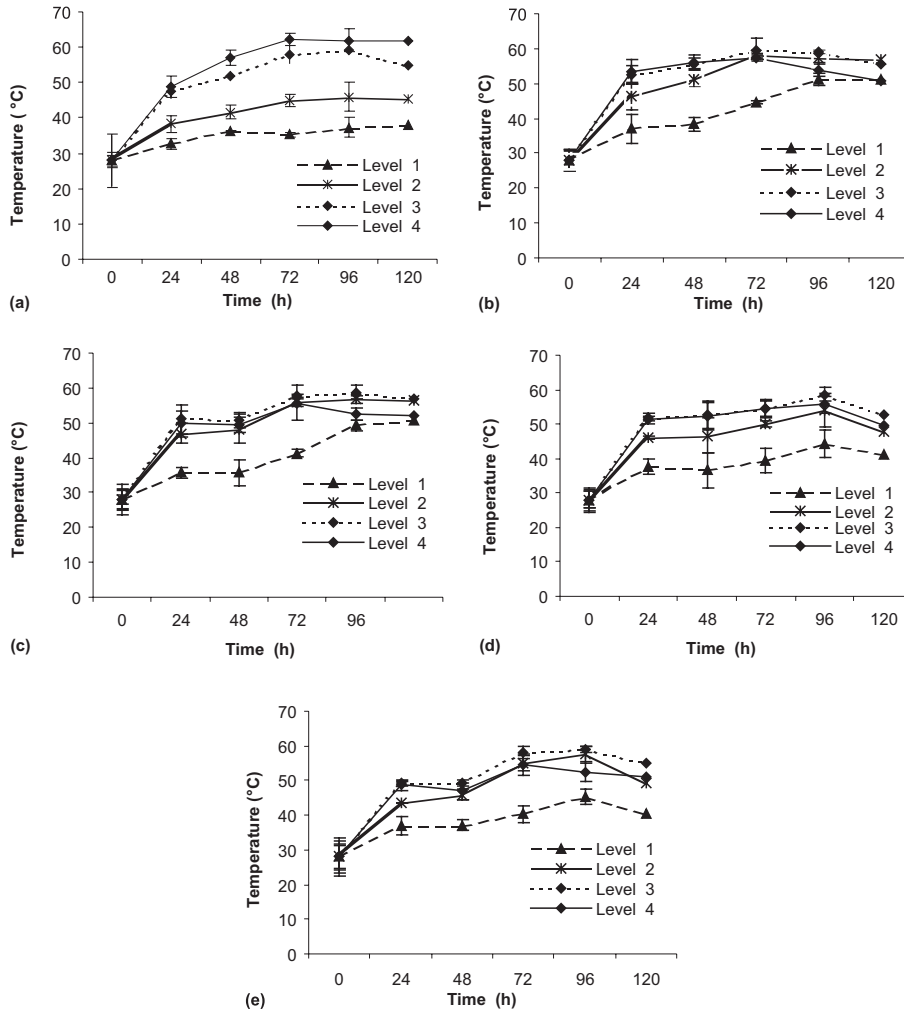 70
60
50
40
30
20
10
0
Temperature ( °C)
0 24 48 72 96 120
Time (h)
Level 1
Level 2
Level 3
Level 4
(a)
70
60
50
40
30
20
10
0
Temperature (°C)
0 24 48 72 96 120
Time (h)
Level 1
Level 2
Level 3
Level 4
(b)
70
60
50
40
30
20
10
0
Temperature (°C)
0 24 48 72 96
Time (h)
Level 1
Level 2
Level 3
Level 4
(c)
70
60
50
40
30
20
10
0
Temperature (°C)
0 24 48 72 96 120
Time (h)
Level 1
Level 2
Level 3
Level 4
(d)
70
60
50
40
30
20
10
0
Temperature (°C)
0 24 48 72 96 120
Time (h)
Level 1
Level 2
Level 3
Level 4
(e)